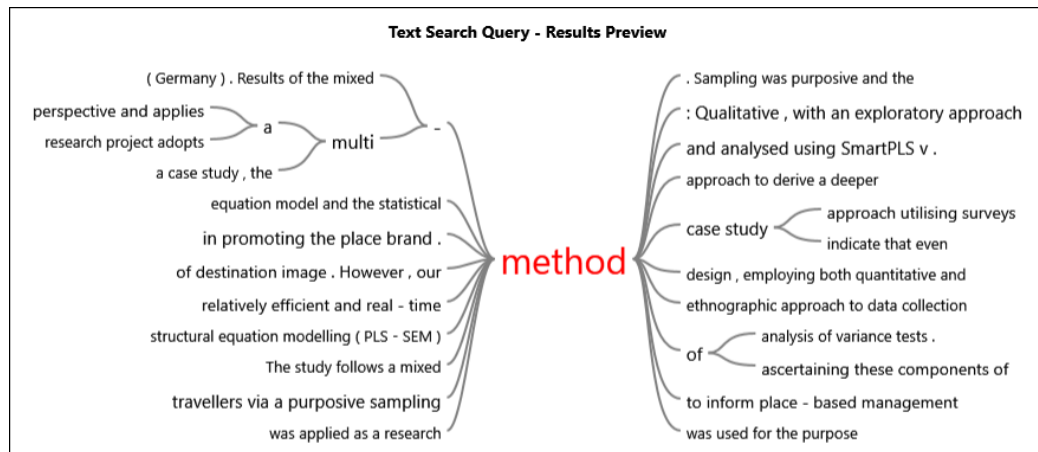 Text Search Query - Results Preview
( Germany ) . Results of the mixed
perspective and applies
research project adopts
a
multi
-
a case study , the
equation model and the statistical
in promoting the place brand .
of destination image . However , our
relatively efficient and real - time
structural equation modelling ( PLS - SEM )
The study follows a mixed
travellers via a purposive sampling
was applied as a research
method
. Sampling was purposive and the
: Qualitative , with an exploratory approach
and analysed using SmartPLS v .
approach to derive a deeper
case study
approach utilising surveys
indicate that even
design , employing both quantitative and
ethnographic approach to data collection
of
analysis of variance tests .
ascertaining these components of
to inform place - based management
was used for the purpose